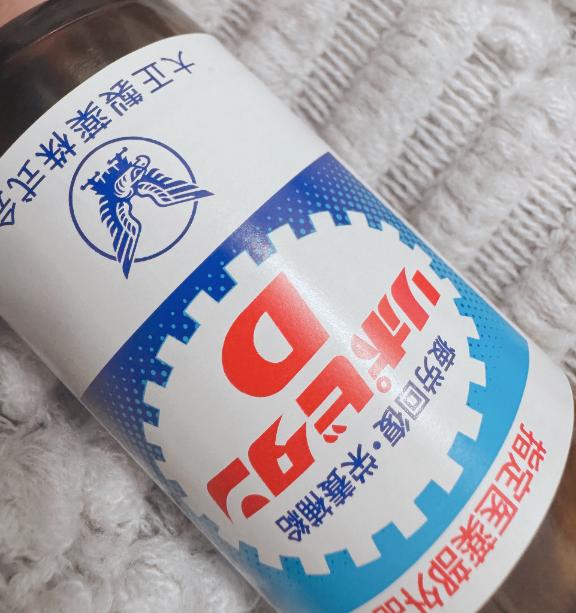 指定医薬部外品
疲労回復・栄養補給
リポビタン
D
大正製薬株式会